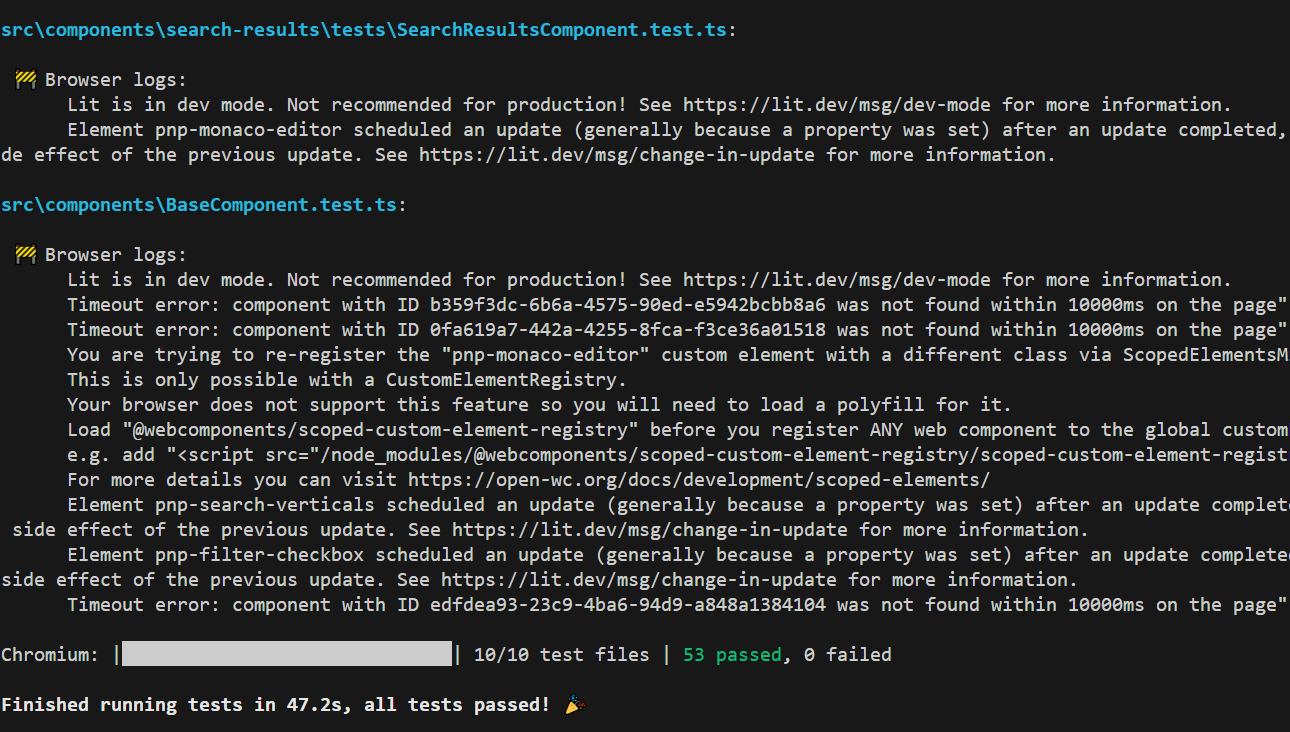 src\components\search-results\tests\SearchResultsComponent.test.ts:
🚧 Browser logs:
Lit is in dev mode. Not recommended for production! See https://lit.dev/msg/dev-mode for more information.
Element pnp-monaco-editor scheduled an update (generally because a property was set) after an update completed,
de effect of the previous update. See https://lit.dev/msg/change-in-update for more information.
src\components\BaseComponent.test.ts:
🚧 Browser logs:
Lit is in dev mode. Not recommended for production! See https://lit.dev/msg/dev-mode for more information.
Timeout error: component with ID b359f3dc-6b6a-4575-90ed-e5942bcbb8a6 was not found within 10000ms on the page"
Timeout error: component with ID 0fa619a7-442a-4255-8fca-f3ce36a01518 was not found within 10000ms on the page"
You are trying to re-register the "pnp-monaco-editor" custom element with a different class via ScopedElementsM
This is only possible with a CustomElementRegistry.
Your browser does not support this feature so you will need to load a polyfill for it.
Load "@webcomponents/scoped-custom-element-registry" before you register ANY web component to the global custom
e.g. add "<script src="/node_modules/@webcomponents/scoped-custom-element-registry/scoped-custom-element-regist
For more details you can visit https://open-wc.org/docs/development/scoped-elements/
Element pnp-search-verticals scheduled an update (generally because a property was set) after an update complete
side effect of the previous update. See https://lit.dev/msg/change-in-update for more information.
Element pnp-filter-checkbox scheduled an update (generally because a property was set) after an update complete
side effect of the previous update. See https://lit.dev/msg/change-in-update for more information.
Timeout error: component with ID edfdea93-23c9-4ba6-94d9-a848a1384104 was not found within 10000ms on the page"
Chromium: | | 10/10 test files | 53 passed, 0 failed
Finished running tests in 47.2s, all tests passed! 🎉